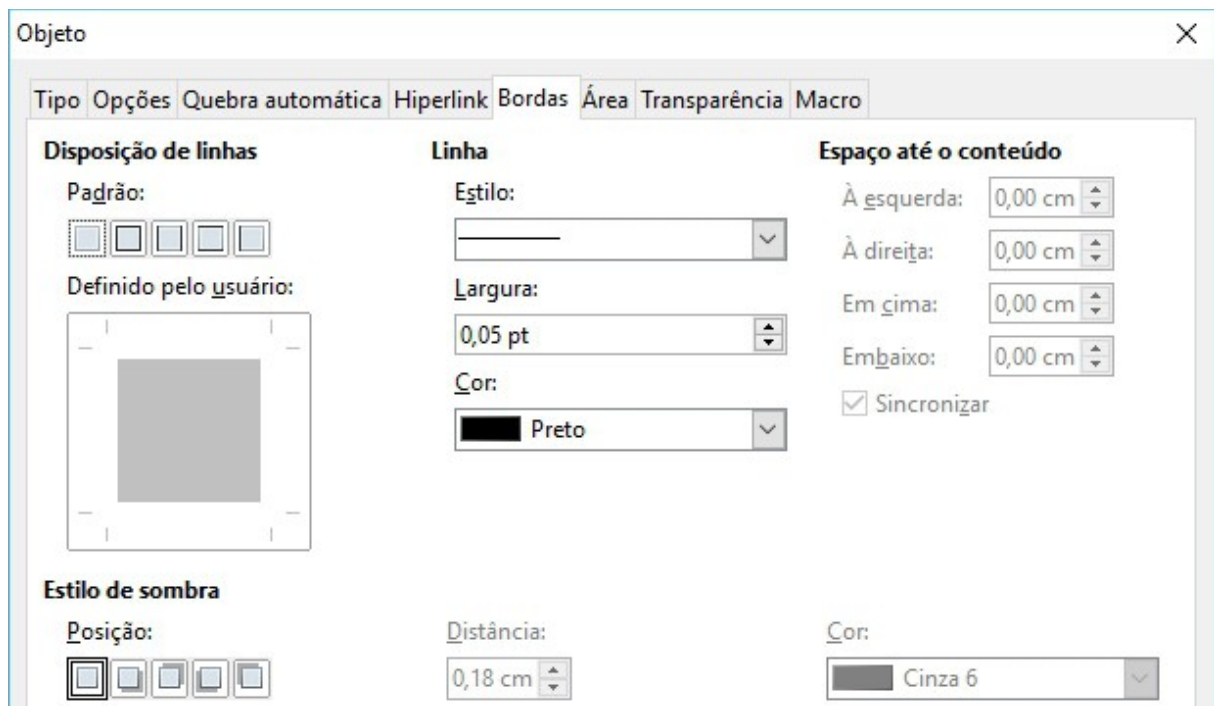 Objeto
Tipo Opções Quebra automática Hiperlink Bordas Área Transparência Macro
Disposição de linhas
Padrão:
Definido pelo usuário:
Linha
Estilo:
Largura:
0,05 pt
Cor:
Preto
Espaço até o conteúdo
À esquerda: 0,00 cm
À direita: 0,00 cm
Em cima: 0,00 cm
Embaixo: 0,00 cm
Sincronizar
Estilo de sombra
Posição:
Distância:
0,18 cm
Cor:
Cinza 6